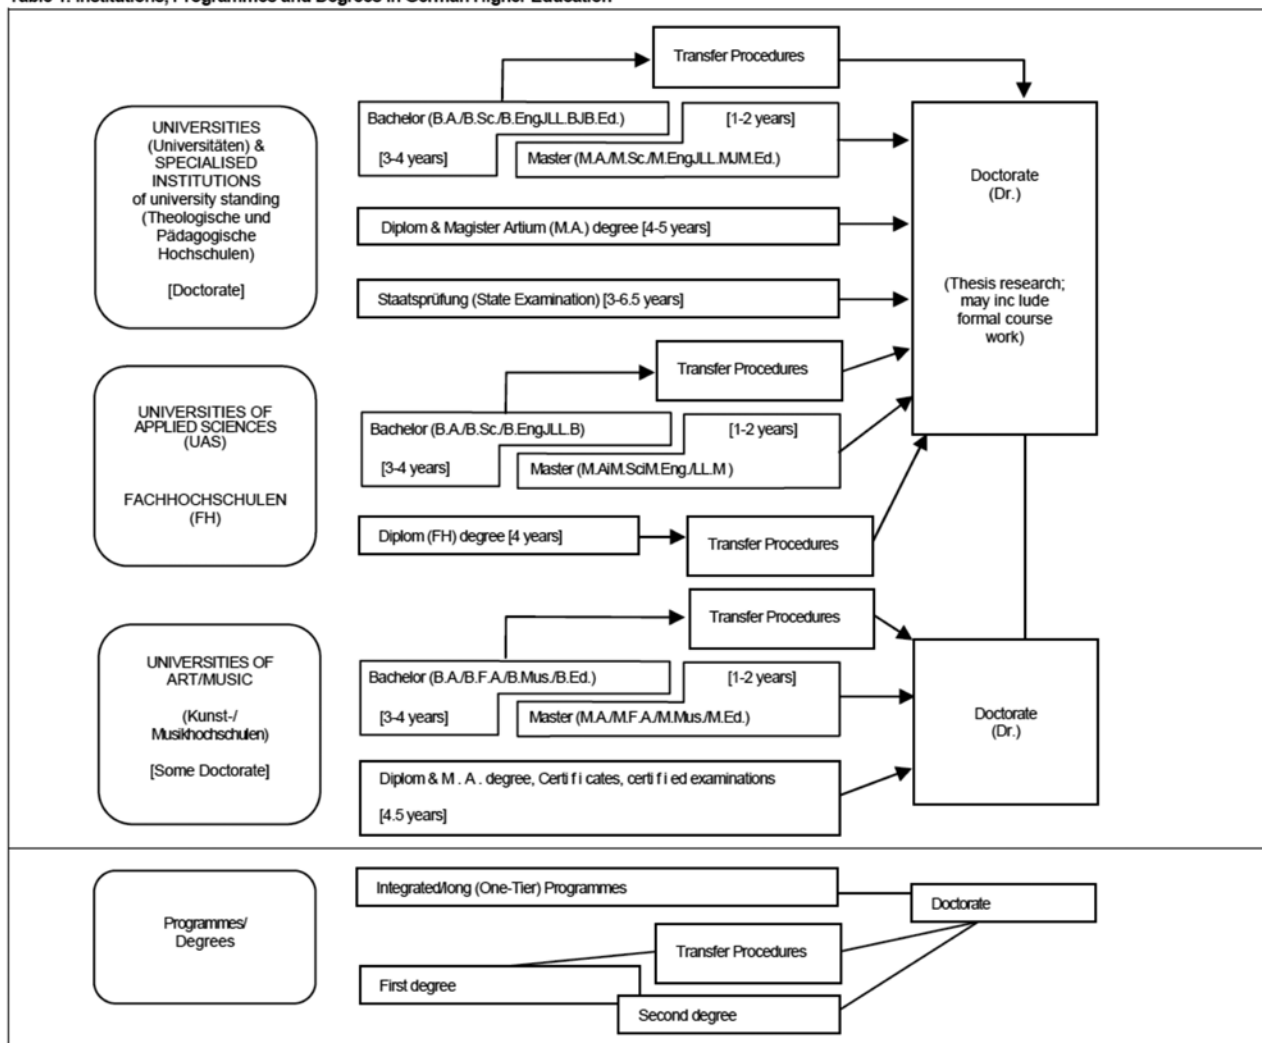 Table 1: Institutions, Programmes and Degrees in German Higher Education
Transfer Procedures
UNIVERSITIES
(Universitäten) &
SPECIALISED
INSTITUTIONS
of university standing
(Theologische und
Pädagogische
Hochschulen)
[Doctorate]
Bachelor (B.A./B.Sc./B.EngJLL.BJB.Ed.)
[1-2 years]
[3-4 years]
Master (M.A./M.Sc./M.EngJLL.MJM.Ed.)
Diplom & Magister Artium (M.A.) degree [4-5 years]
Staatsprüfung (State Examination) [3-6.5 years]
Doctorate
(Dr.)
(Thesis research;
may inc lude
formal course
work)
UNIVERSITIES OF
APPLIED SCIENCES
(UAS)
FACHHOCHSCHULEN
(FH)
Transfer Procedures
Bachelor (B.A./B.Sc./B.EngJLL.B)
[1-2 years]
[3-4 years]
Master (M.AiM.SciM.Eng./LL.M )
Diplom (FH) degree [4 years]
Transfer Procedures
UNIVERSITIES OF
ART/MUSIC
(Kunst-/
Musikhochschulen)
[Some Doctorate]
Transfer Procedures
Bachelor (B.A./B.F.A./B.Mus./B.Ed.)
[1-2 years]
[3-4 years]
Master (M.A./M.F.A./M.Mus./M.Ed.)
Diplom & M . A . degree, Certi f i cates, certi f i ed examinations
[4.5 years]
Doctorate
(Dr.)
Programmes/
Degrees
Integrated/long (One-Tier) Programmes
Doctorate
Transfer Procedures
First degree
Second degree